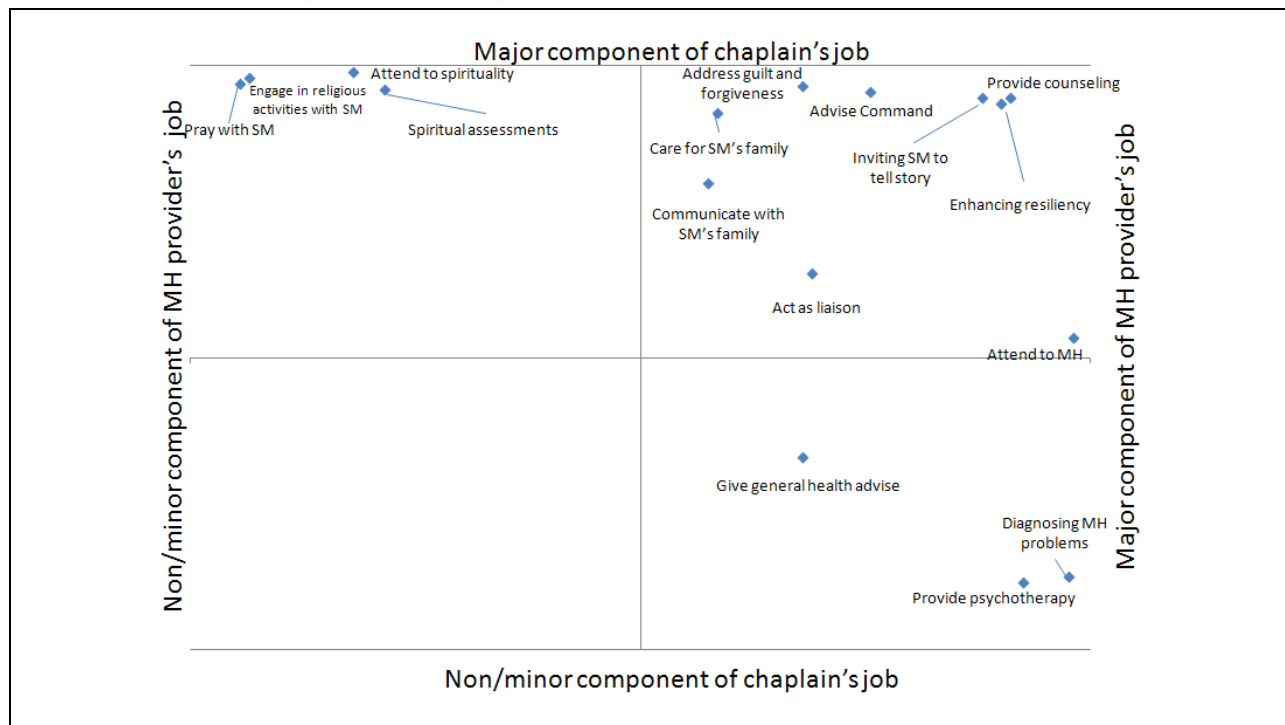 Major component of chaplain's job
Attend to spirituality
Engage in religious
activities with SM
Pray with SM
Spiritual assessments
Address guilt and
forgiveness
Advise Command
Provide counseling
Care for SM's family
Inviting SM to
tell story
Enhancing resiliency
Communicate with
SM's family
Act as liaison
Attend to MH
Give general health advise
Diagnosing MH
problems
Provide psychotherapy
Non/minor component of MH provider's job
Major component of MH provider's job
Non/minor component of chaplain's job